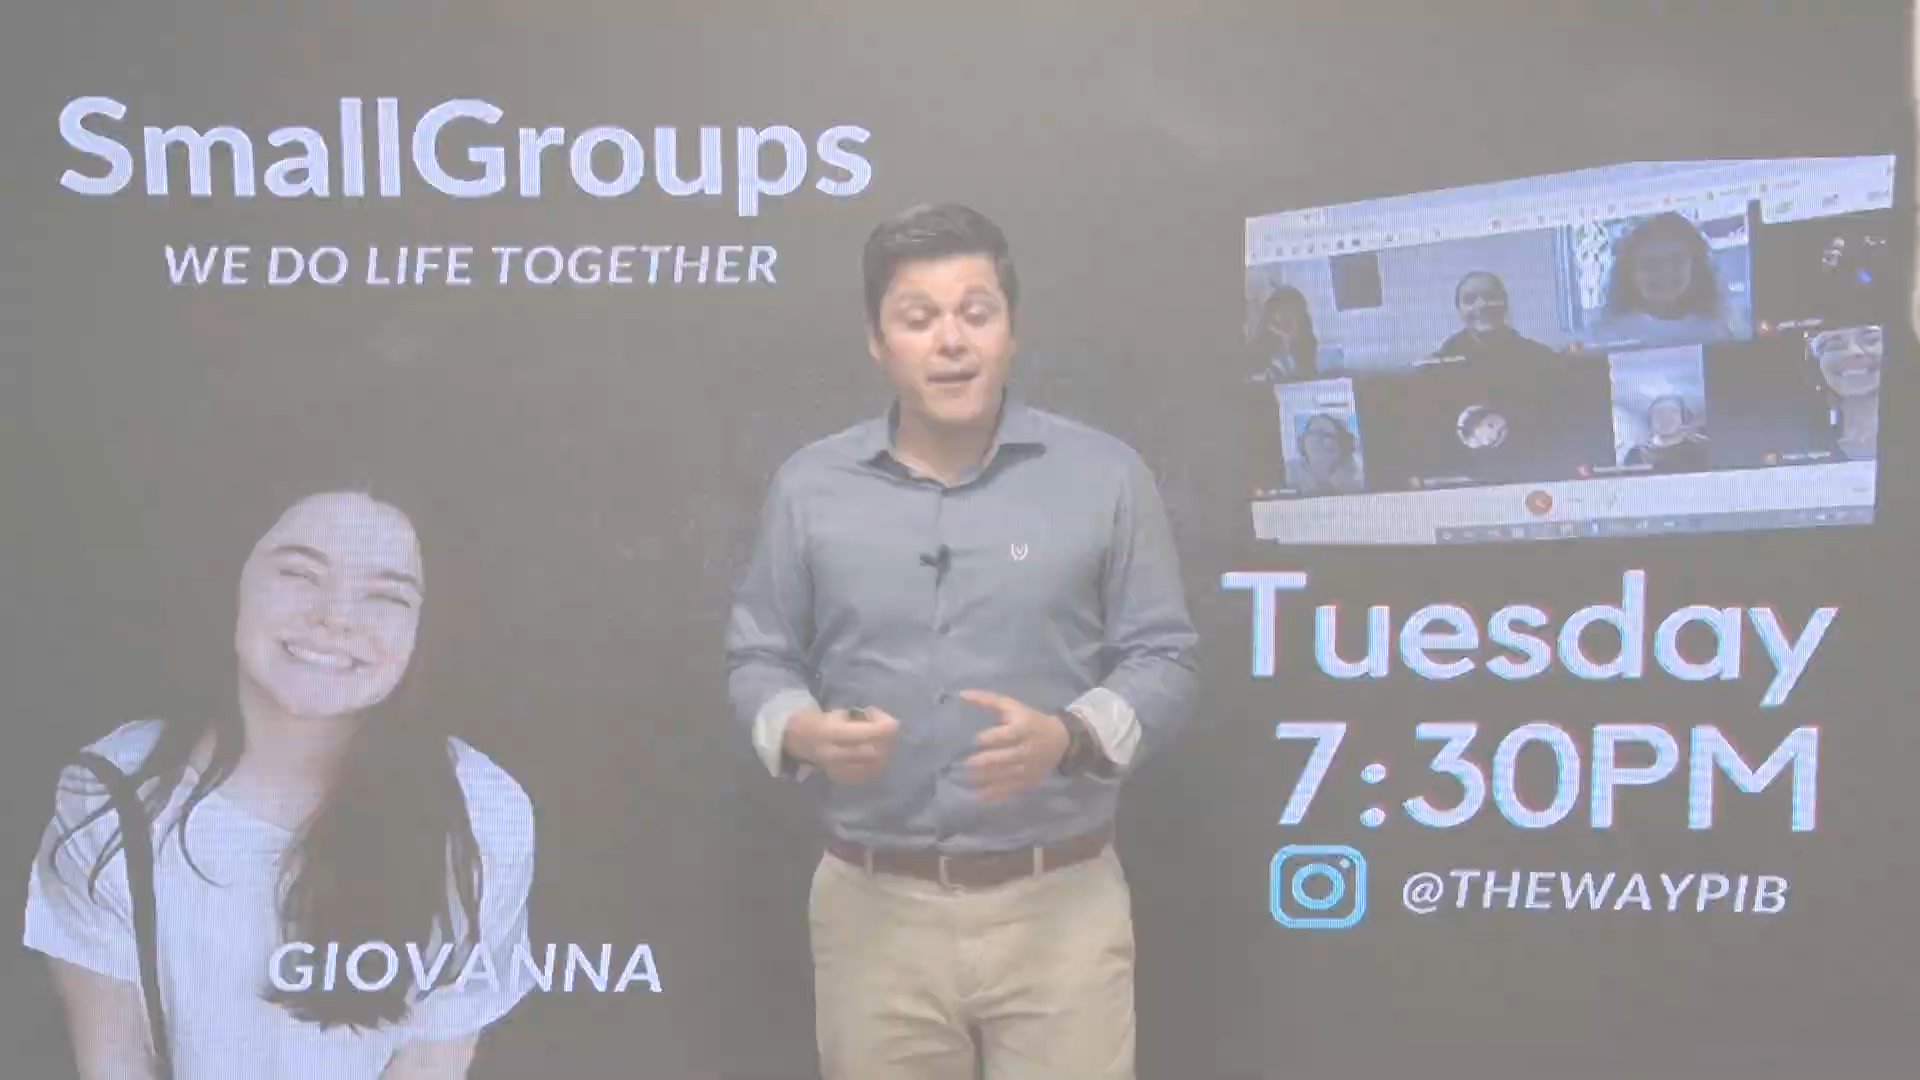 SmallGroups
WE DO LIFE TOGETHER
GIOVANNA
Tuesday
7:30PM
@THEWAYPIB